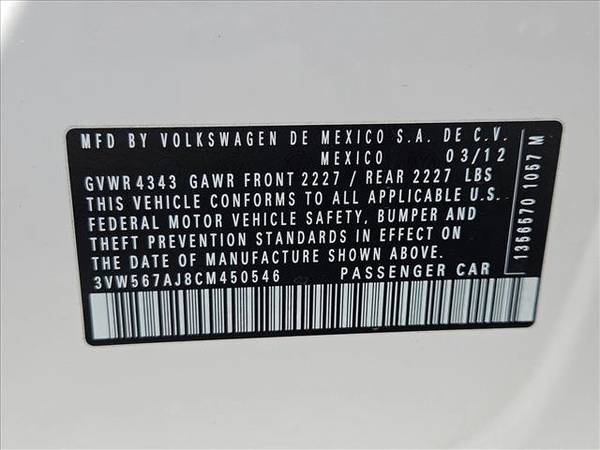 MFD BY VOLKSWAGEN DE MEXICO S.A. DE C.V.
MEXICO 03/12
GVWR 4343 GAWR FRONT 2227 / REAR 2227 LBS
THIS VEHICLE CONFORMS TO ALL APPLICABLE U.S.
FEDERAL MOTOR VEHICLE SAFETY, BUMPER AND
THEFT PREVENTION STANDARDS IN EFFECT ON
THE DATE OF MANUFACTURE SHOWN ABOVE.
3VW567AJ8CM450546 PASSENGER CAR
1356570 1057 M